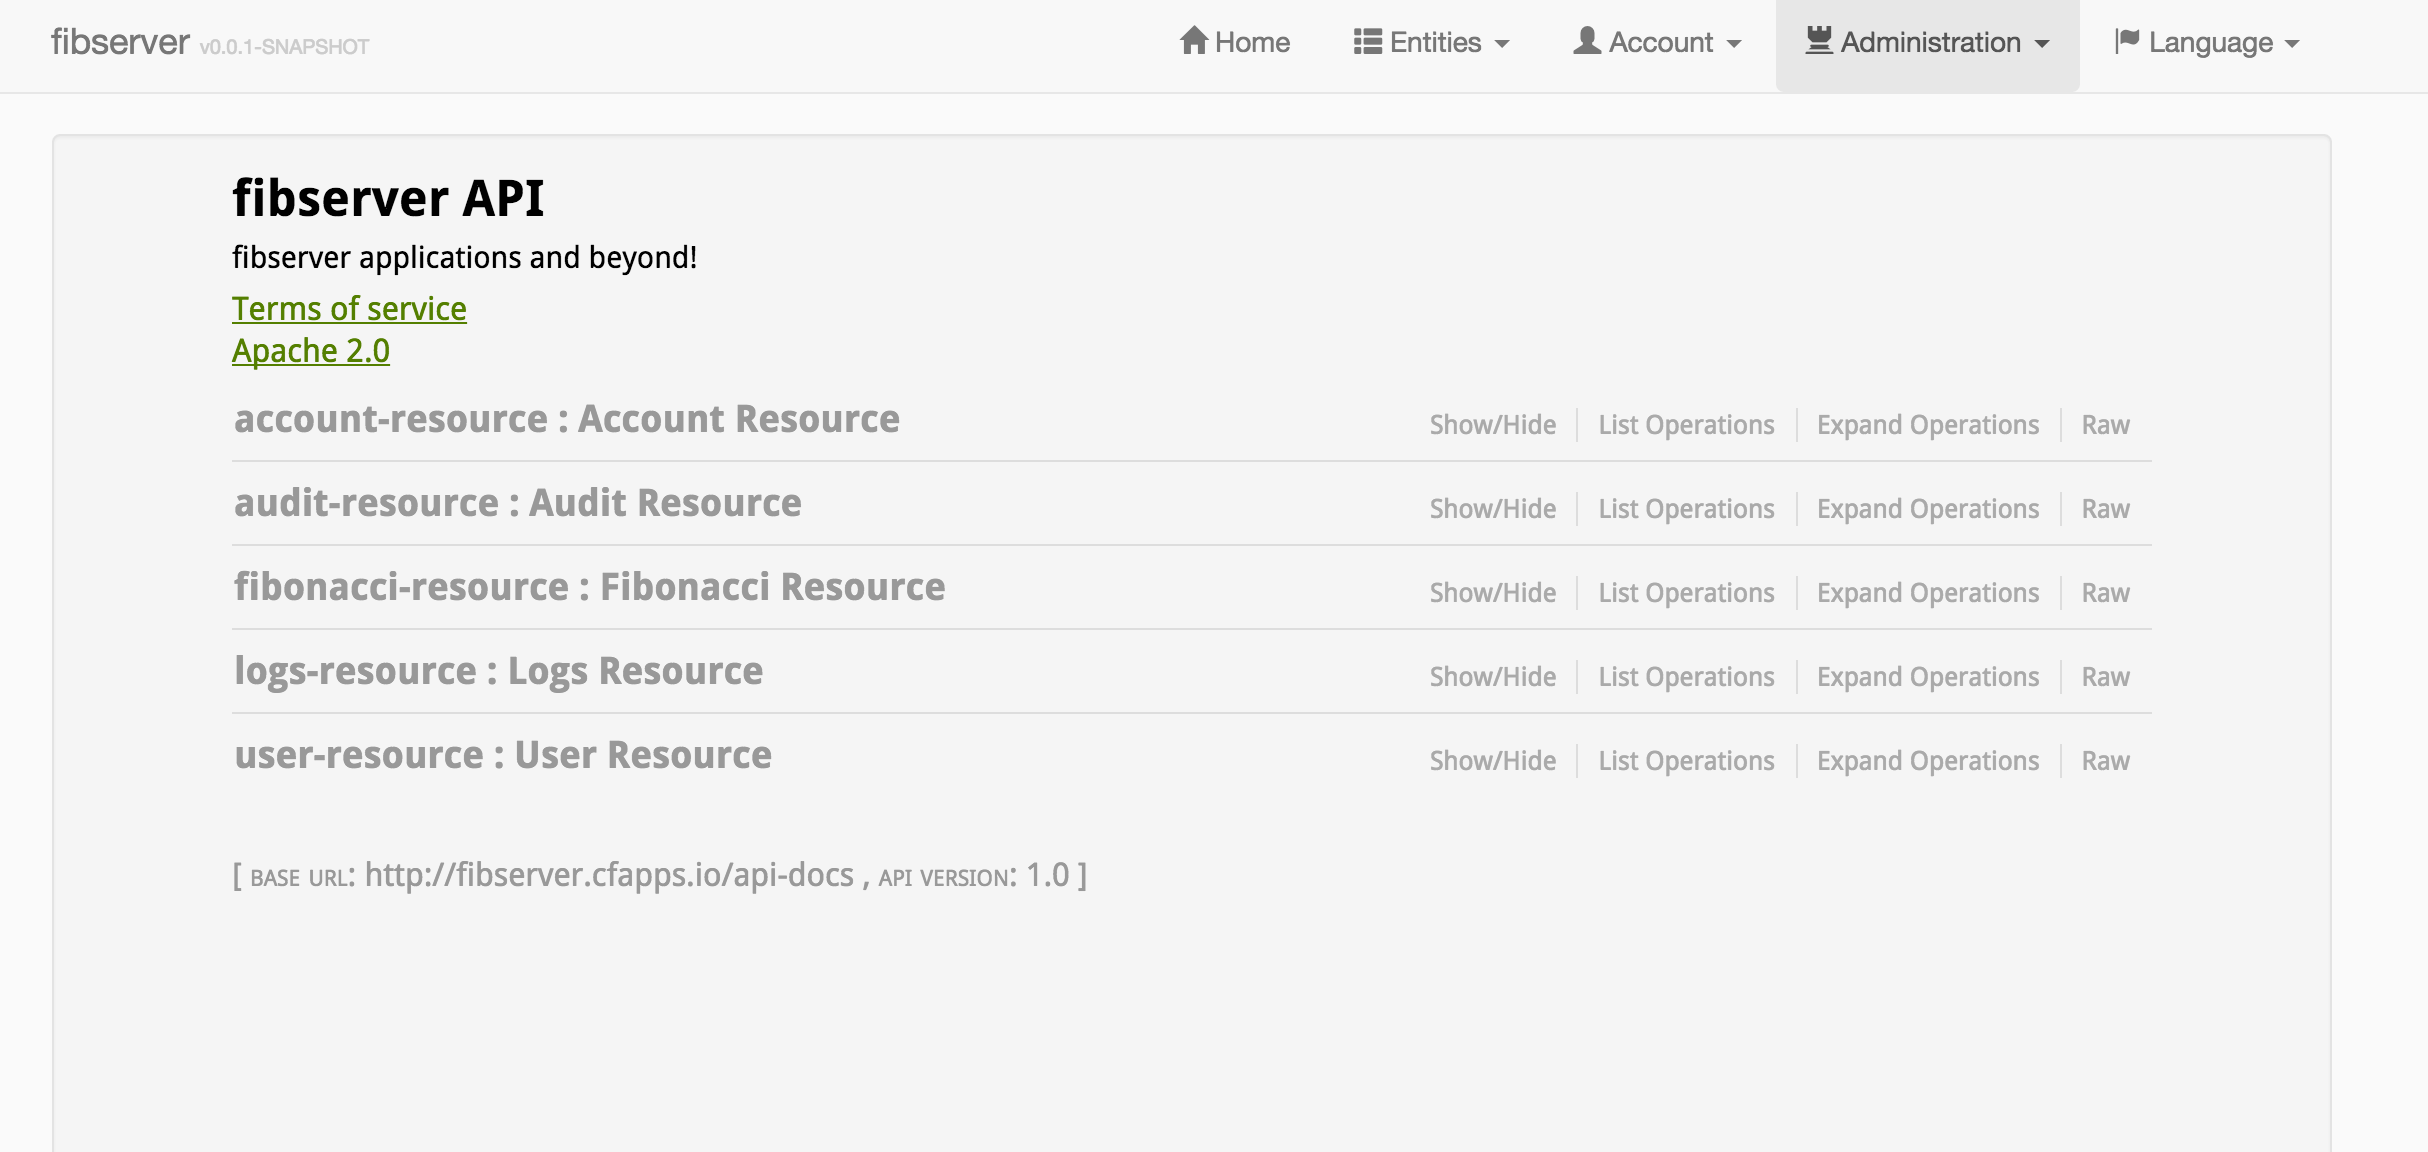 fibserver v0.0.1-SNAPSHOT Home Entities Account Administration Language
fibserver API
fibserver applications and beyond!
Terms of service
Apache 2.0
account-resource : Account Resource Show/Hide List Operations Expand Operations Raw
audit-resource : Audit Resource Show/Hide List Operations Expand Operations Raw
fibonacci-resource : Fibonacci Resource Show/Hide List Operations Expand Operations Raw
logs-resource : Logs Resource Show/Hide List Operations Expand Operations Raw
user-resource : User Resource Show/Hide List Operations Expand Operations Raw
[ BASE URL: http://fibserver.cfapps.io/api-docs , API VERSION: 1.0 ]